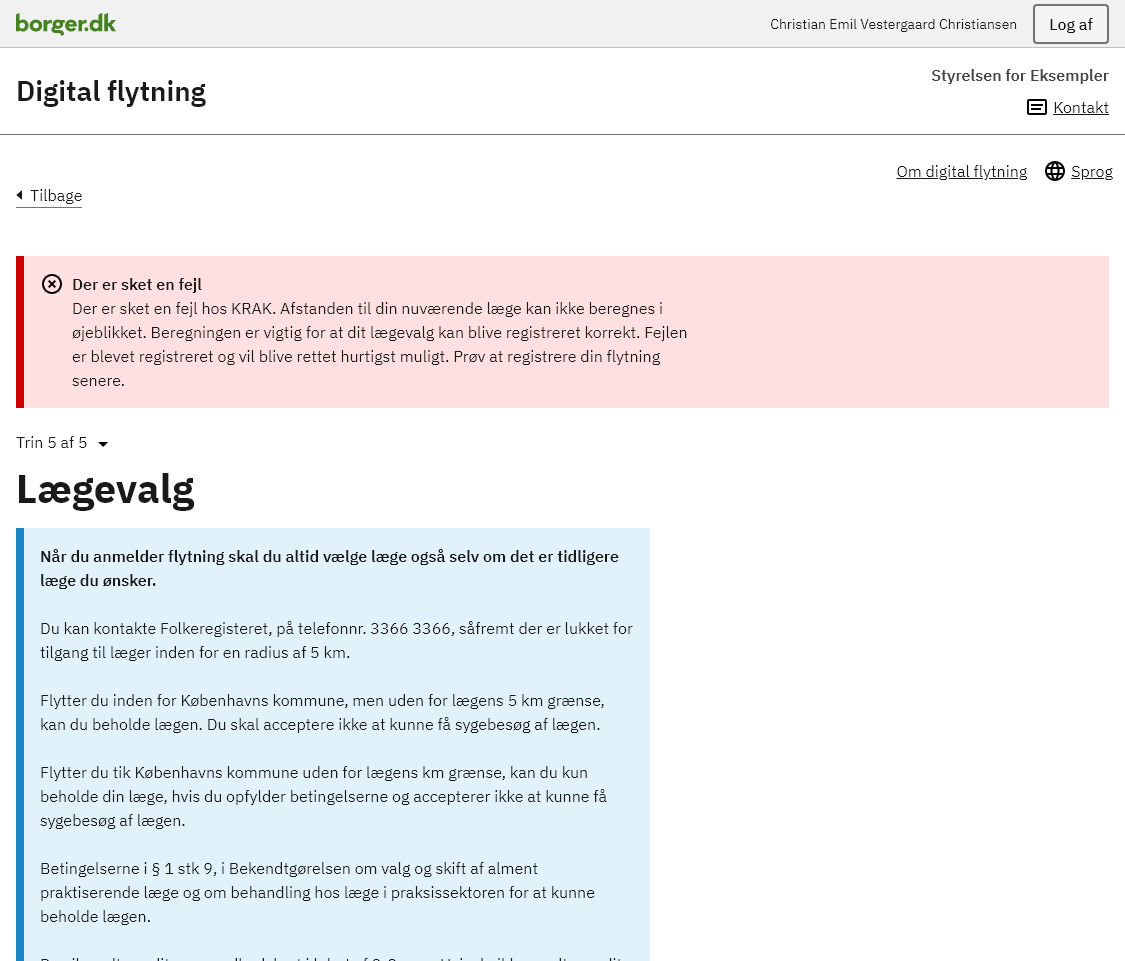 borger.dk
Christian Emil Vestergaard Christiansen
Log af
Digital flytning
Styrelsen for Eksempler
Kontakt
Om digital flytning
Sprog
Tilbage
Der er sket en fejl
Der er sket en fejl hos KRAK. Afstanden til din nuværende læge kan ikke beregnes i
øjeblikket. Beregningen er vigtig for at dit lægevalg kan blive registreret korrekt. Fejlen
er blevet registreret og vil blive rettet hurtigst muligt. Prøv at registrere din flytning
senere.
Trin 5 af 5
Lægevalg
Når du anmelder flytning skal du altid vælge læge også selv om det er tidligere
læge du ønsker.
Du kan kontakte Folkeregisteret, på telefonnr. 3366 3366, såfremt der er lukket for
tilgang til læger inden for en radius af 5 km.
Flytter du inden for Københavns kommune, men uden for lægens 5 km grænse,
kan du beholde lægen. Du skal acceptere ikke at kunne få sygebesøg af lægen.
Flytter du tik Københavns kommune uden for lægens km grænse, kan du kun
beholde din læge, hvis du opfylder betingelserne og accepterer ikke at kunne få
sygebesøg af lægen.
Betingelserne i § 1 stk 9, i Bekendtgørelsen om valg og skift af alment
praktiserende læge og om behandling hos læge i praksissektoren for at kunne
beholde lægen.